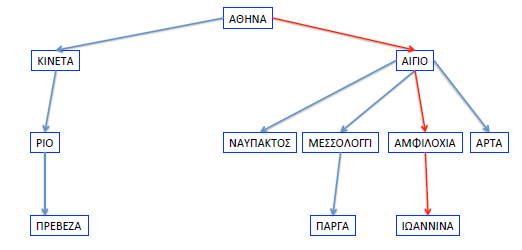 ΑΘΗΝΑ
ΚΙΝΕΤΑ ΑΙΓΙΟ
ΡΙΟ ΝΑΥΠΑΚΤΟΣ ΜΕΣΣΟΛΟΓΓΙ ΑΜΦΙΛΟΧΙΑ ΑΡΤΑ
ΠΡΕΒΕΖΑ ΠΑΡΓΑ ΙΩΑΝΝΙΝΑ